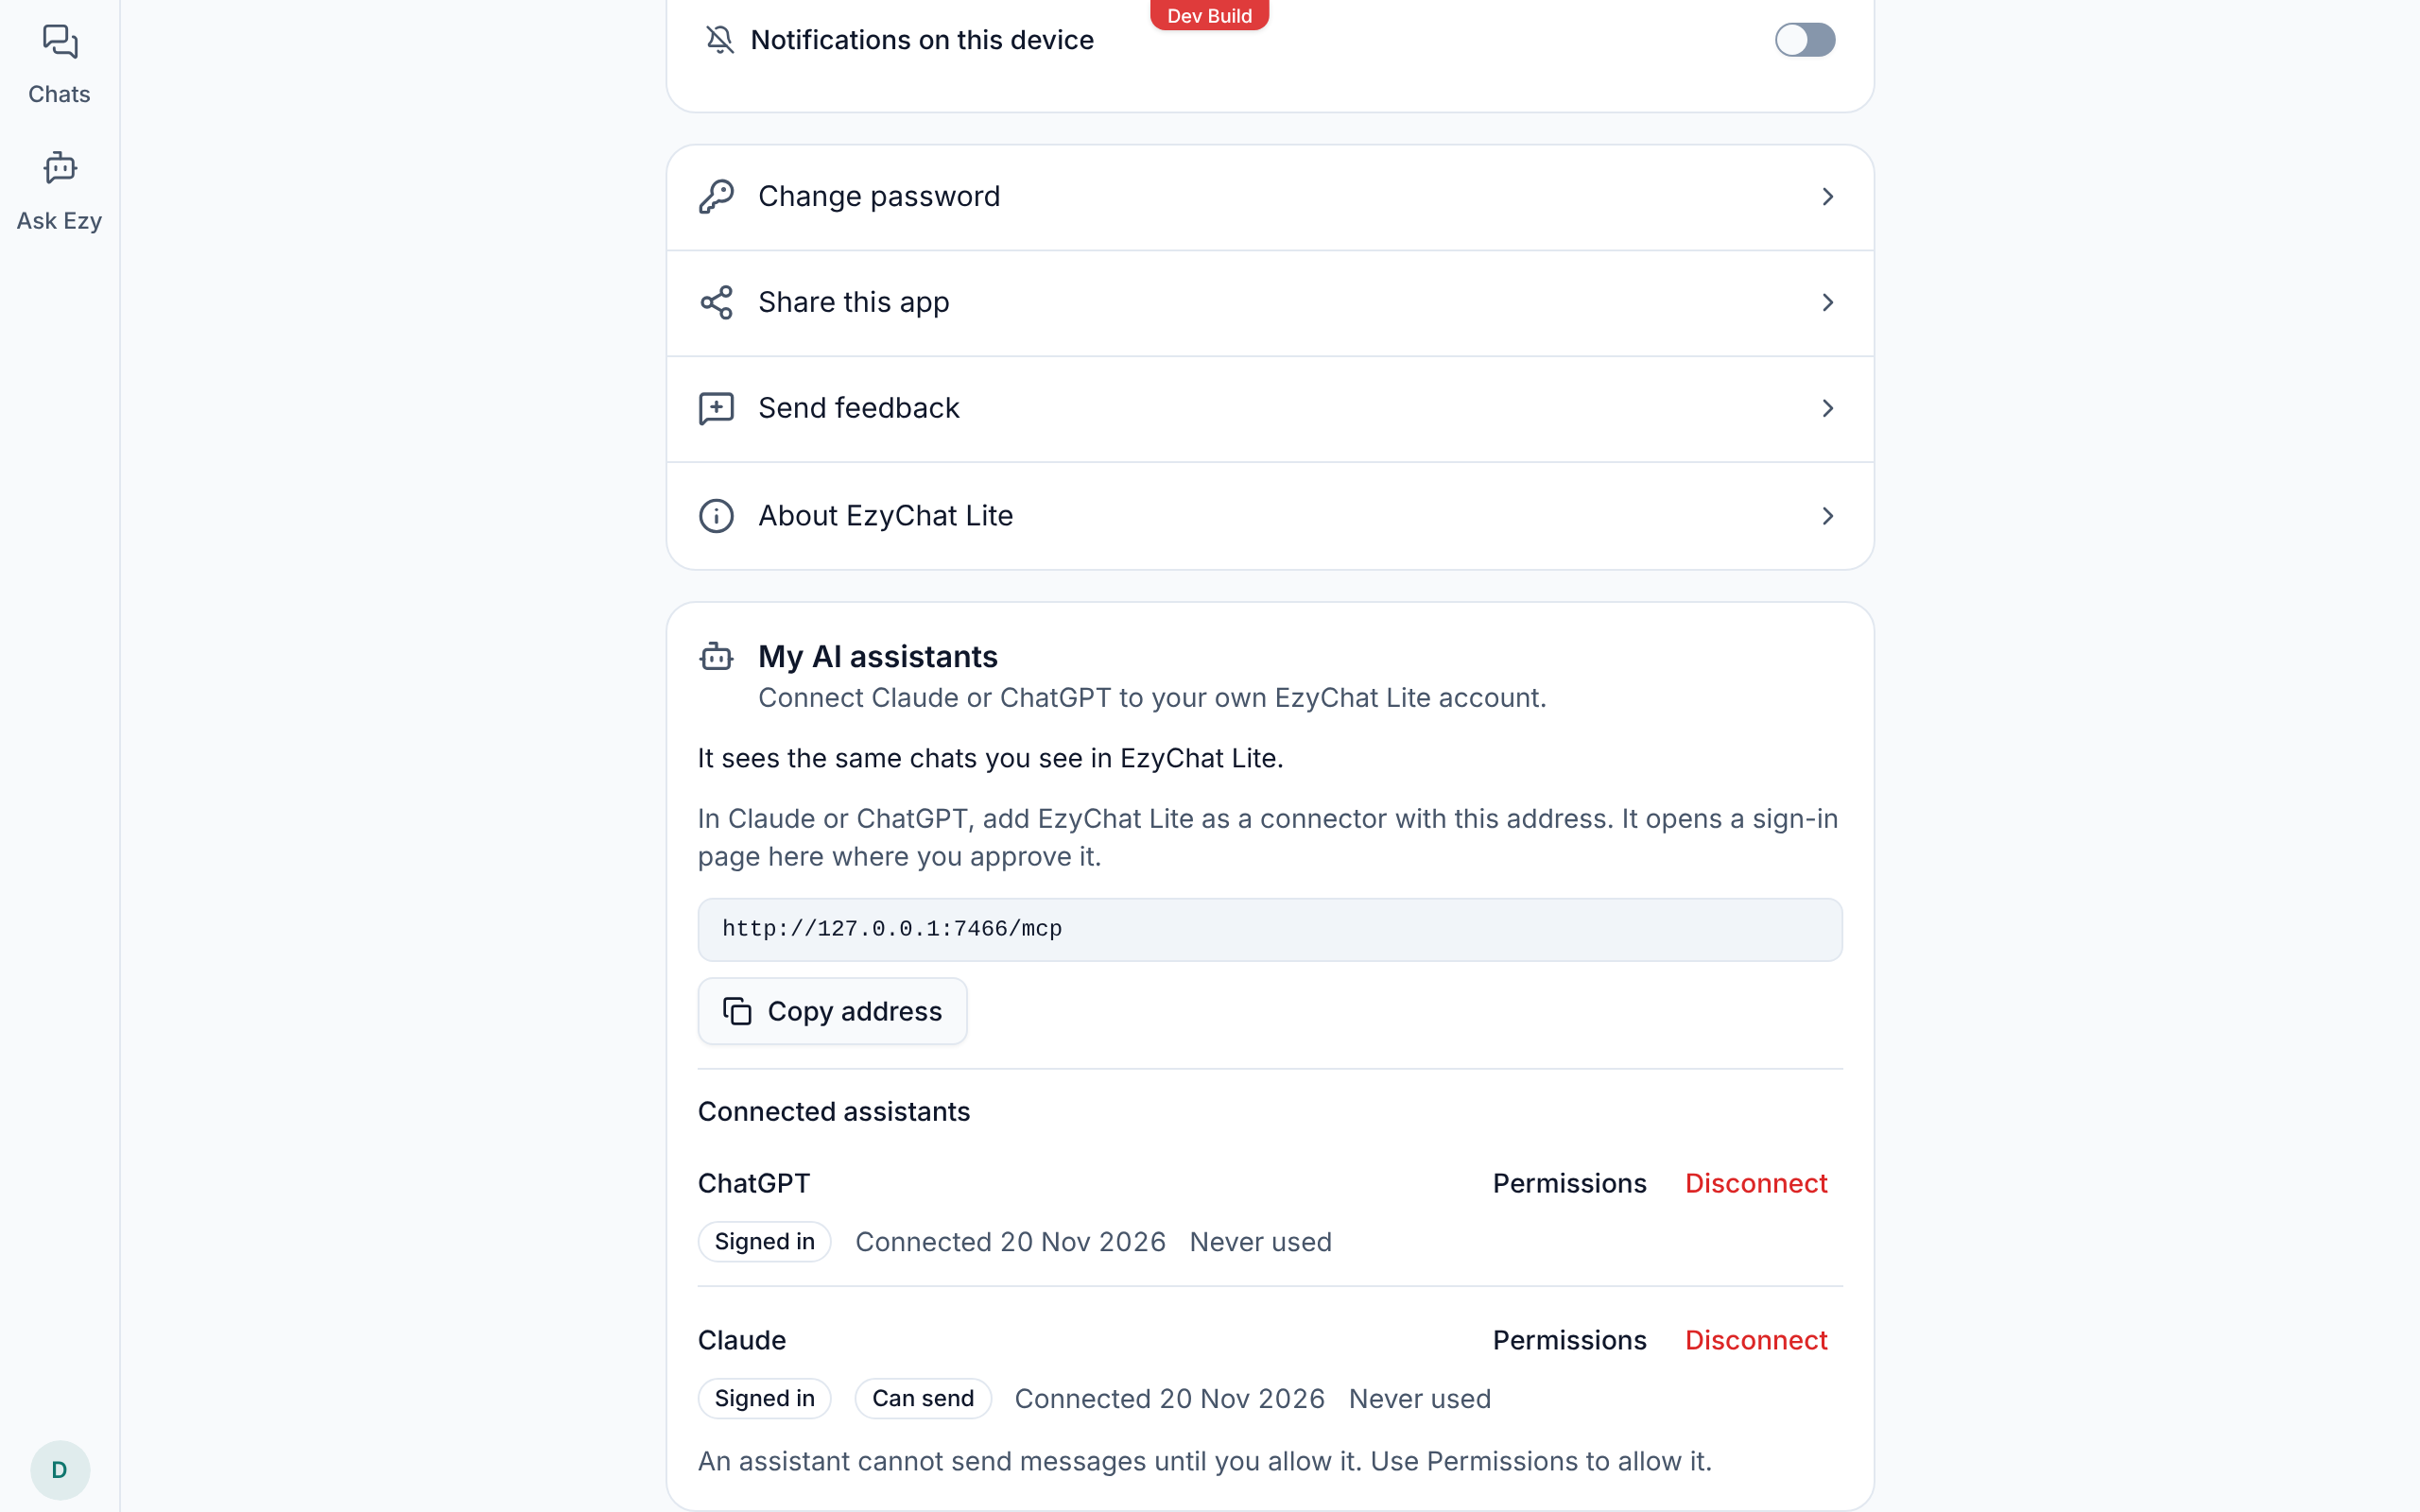 Dev Build
Chats
Ask Ezy
Notifications on this device
Change password
Share this app
Send feedback
About EzyChat Lite
My AI assistants
Connect Claude or ChatGPT to your own EzyChat Lite account.
It sees the same chats you see in EzyChat Lite.
In Claude or ChatGPT, add EzyChat Lite as a connector with this address. It opens a sign-in
page here where you approve it.
http://127.0.0.1:7466/mcp
Copy address
Connected assistants
ChatGPT Permissions Disconnect
Signed in Connected 20 Nov 2026 Never used
Claude Permissions Disconnect
Signed in Can send Connected 20 Nov 2026 Never used
An assistant cannot send messages until you allow it. Use Permissions to allow it.
D